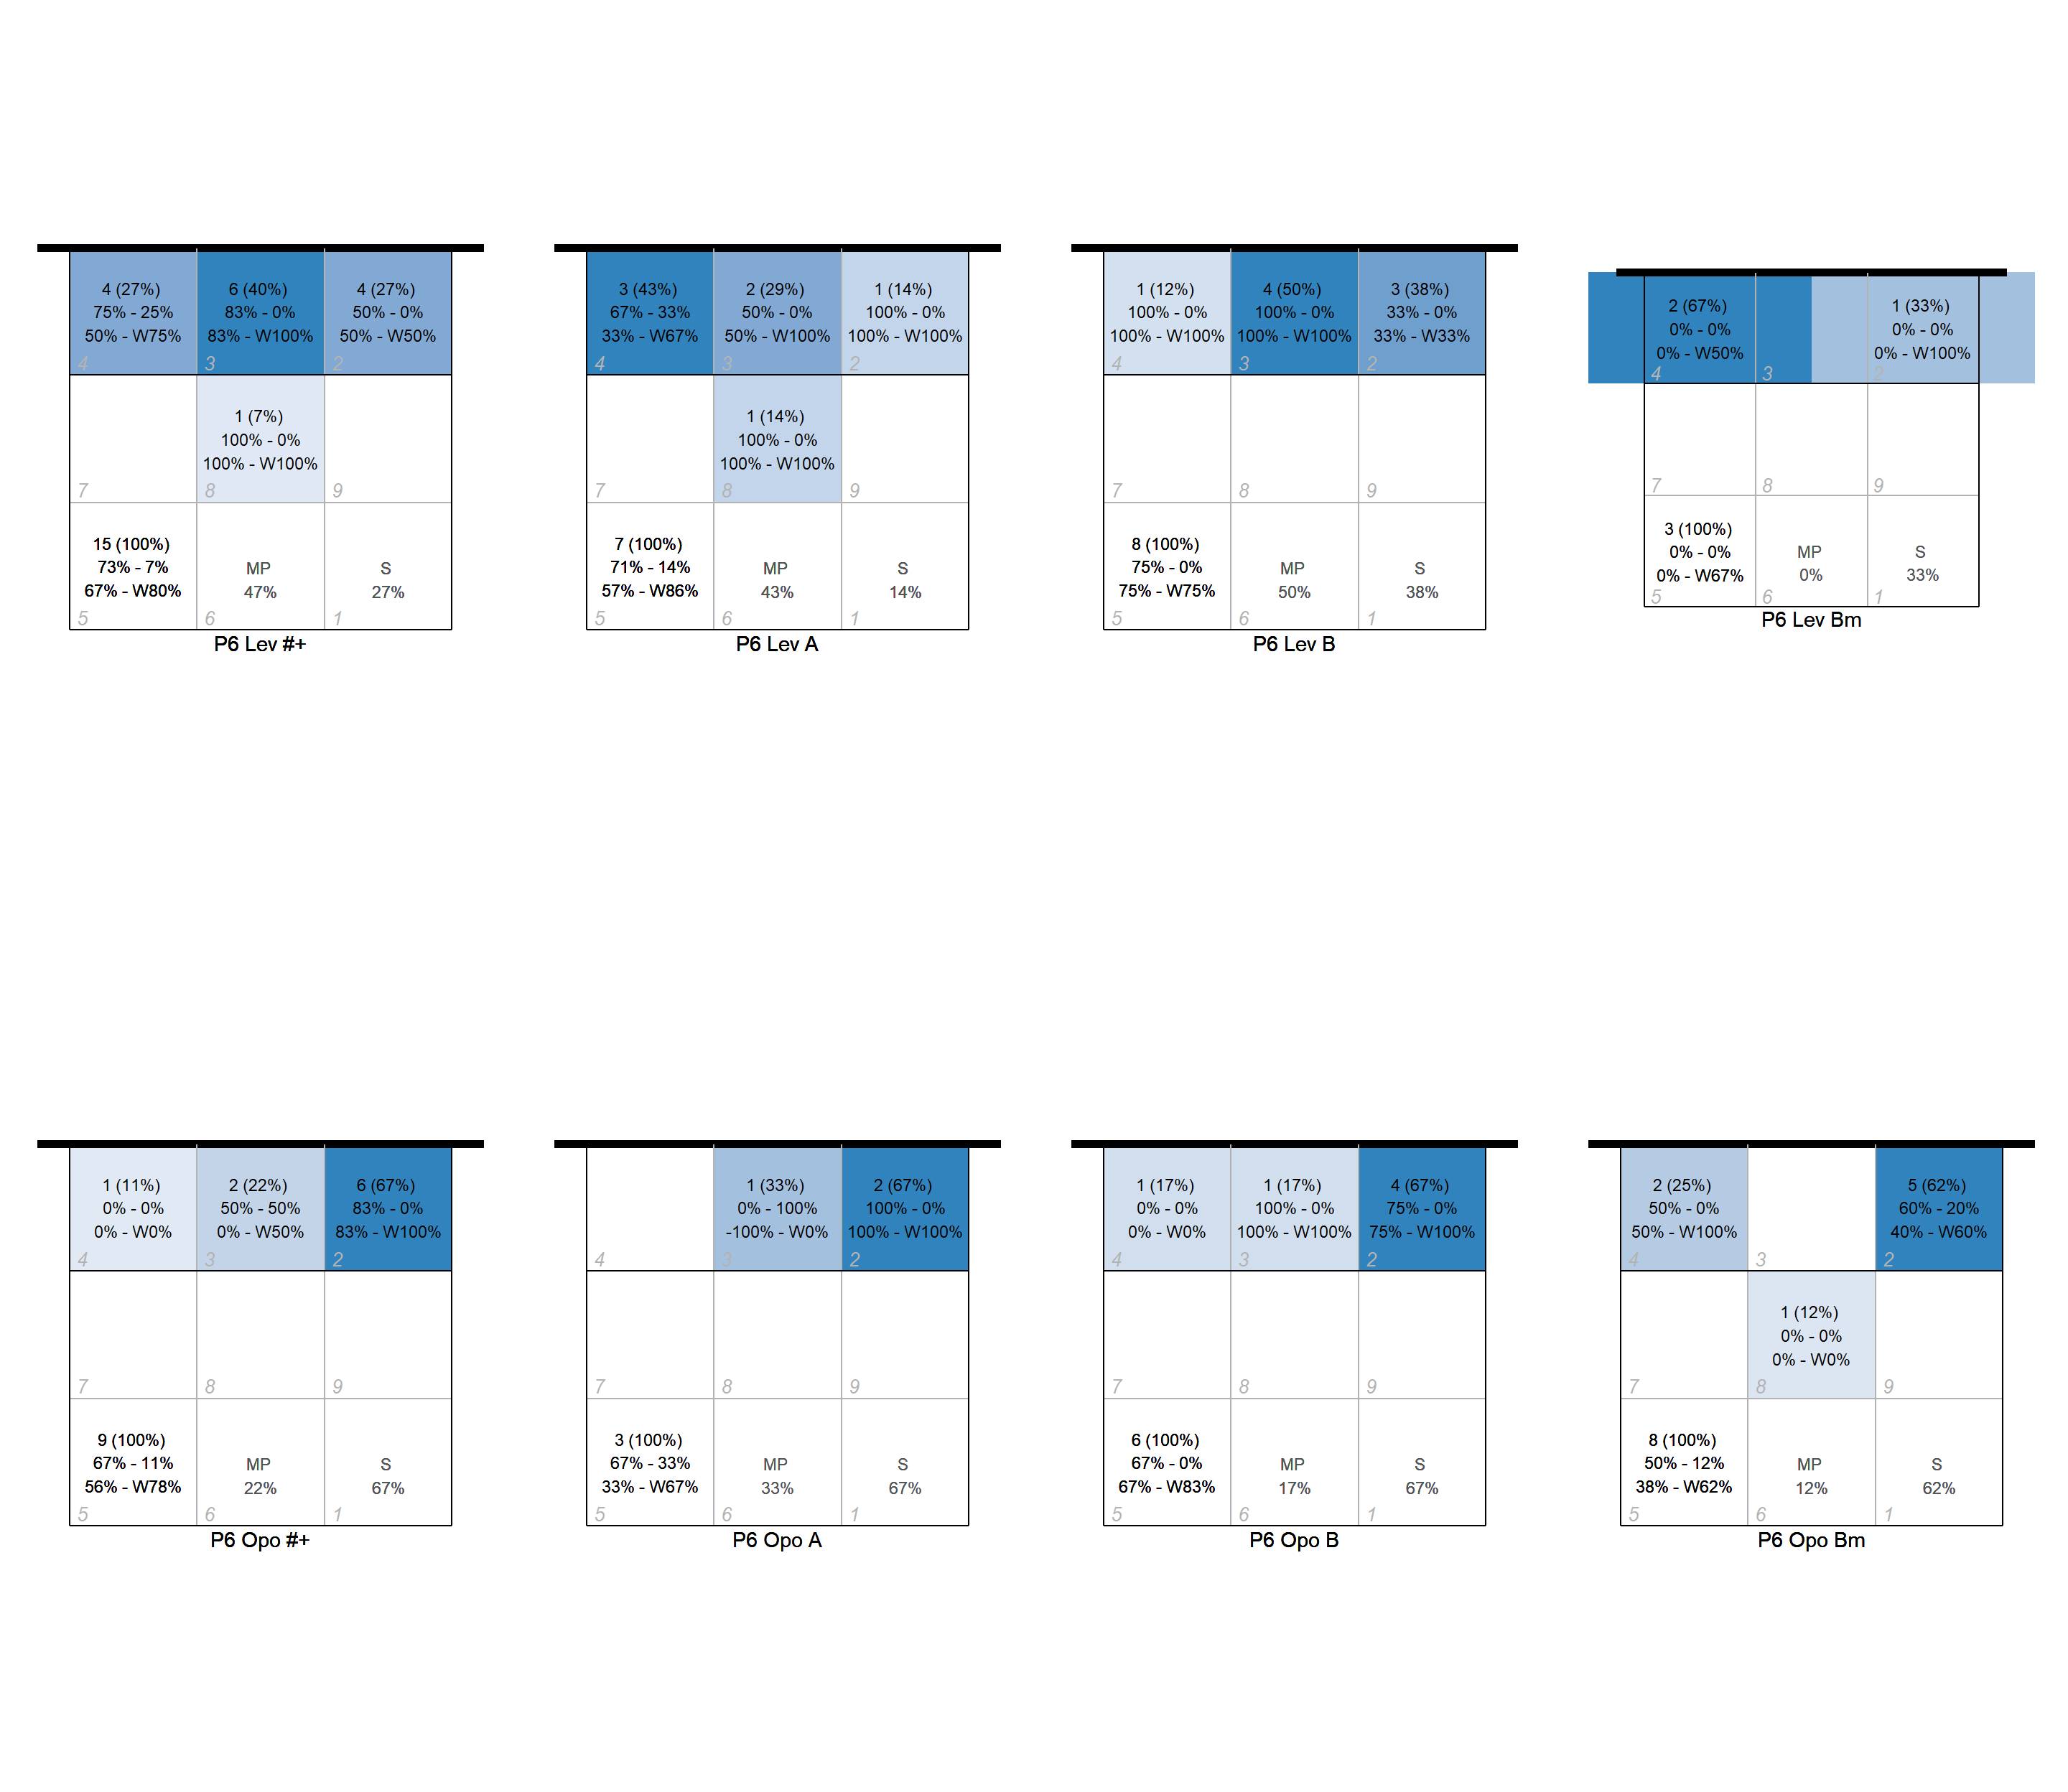 4 (27%)
75% - 25%
50% - W75%
4
6 (40%)
83% - 0%
83% - W100%
3
4 (27%)
50% - 0%
50% - W50%
2
7
1 (7%)
100% - 0%
100% - W100%
8
9
15 (100%)
73% - 7%
67% - W80%
5
MP
47%
6
S
27%
1
P6 Lev #+
3 (43%)
67% - 33%
33% - W67%
4
2 (29%)
50% - 0%
50% - W100%
3
1 (14%)
100% - 0%
100% - W100%
2
7
1 (14%)
100% - 0%
100% - W100%
8
9
7 (100%)
71% - 14%
57% - W86%
5
MP
43%
6
S
14%
1
P6 Lev A
1 (12%)
100% - 0%
100% - W100%
4
4 (50%)
100% - 0%
100% - W100%
3
3 (38%)
33% - 0%
33% - W33%
2
7
8
9
8 (100%)
75% - 0%
75% - W75%
5
MP
50%
6
S
38%
1
P6 Lev B
2 (67%)
0% - 0%
0% - W50%
4
3
1 (33%)
0% - 0%
0% - W100%
2
7
8
9
3 (100%)
0% - 0%
0% - W67%
5
MP
0%
6
S
33%
1
P6 Lev Bm
1 (11%)
0% - 0%
0% - W0%
4
2 (22%)
50% - 50%
0% - W50%
3
6 (67%)
83% - 0%
83% - W100%
2
7
8
9
9 (100%)
67% - 11%
56% - W78%
5
MP
22%
6
S
67%
1
P6 Opo #+
4
1 (33%)
0% - 100%
-100% - W0%
3
2 (67%)
100% - 0%
100% - W100%
2
7
8
9
3 (100%)
67% - 33%
33% - W67%
5
MP
33%
6
S
67%
1
P6 Opo A
1 (17%)
0% - 0%
0% - W0%
4
1 (17%)
100% - 0%
100% - W100%
3
4 (67%)
75% - 0%
75% - W100%
2
7
8
9
6 (100%)
67% - 0%
67% - W83%
5
MP
17%
6
S
67%
1
P6 Opo B
2 (25%)
50% - 0%
50% - W100%
4
3
5 (62%)
60% - 20%
40% - W60%
2
7
1 (12%)
0% - 0%
0% - W0%
8
9
8 (100%)
50% - 12%
38% - W62%
5
MP
12%
6
S
62%
1
P6 Opo Bm